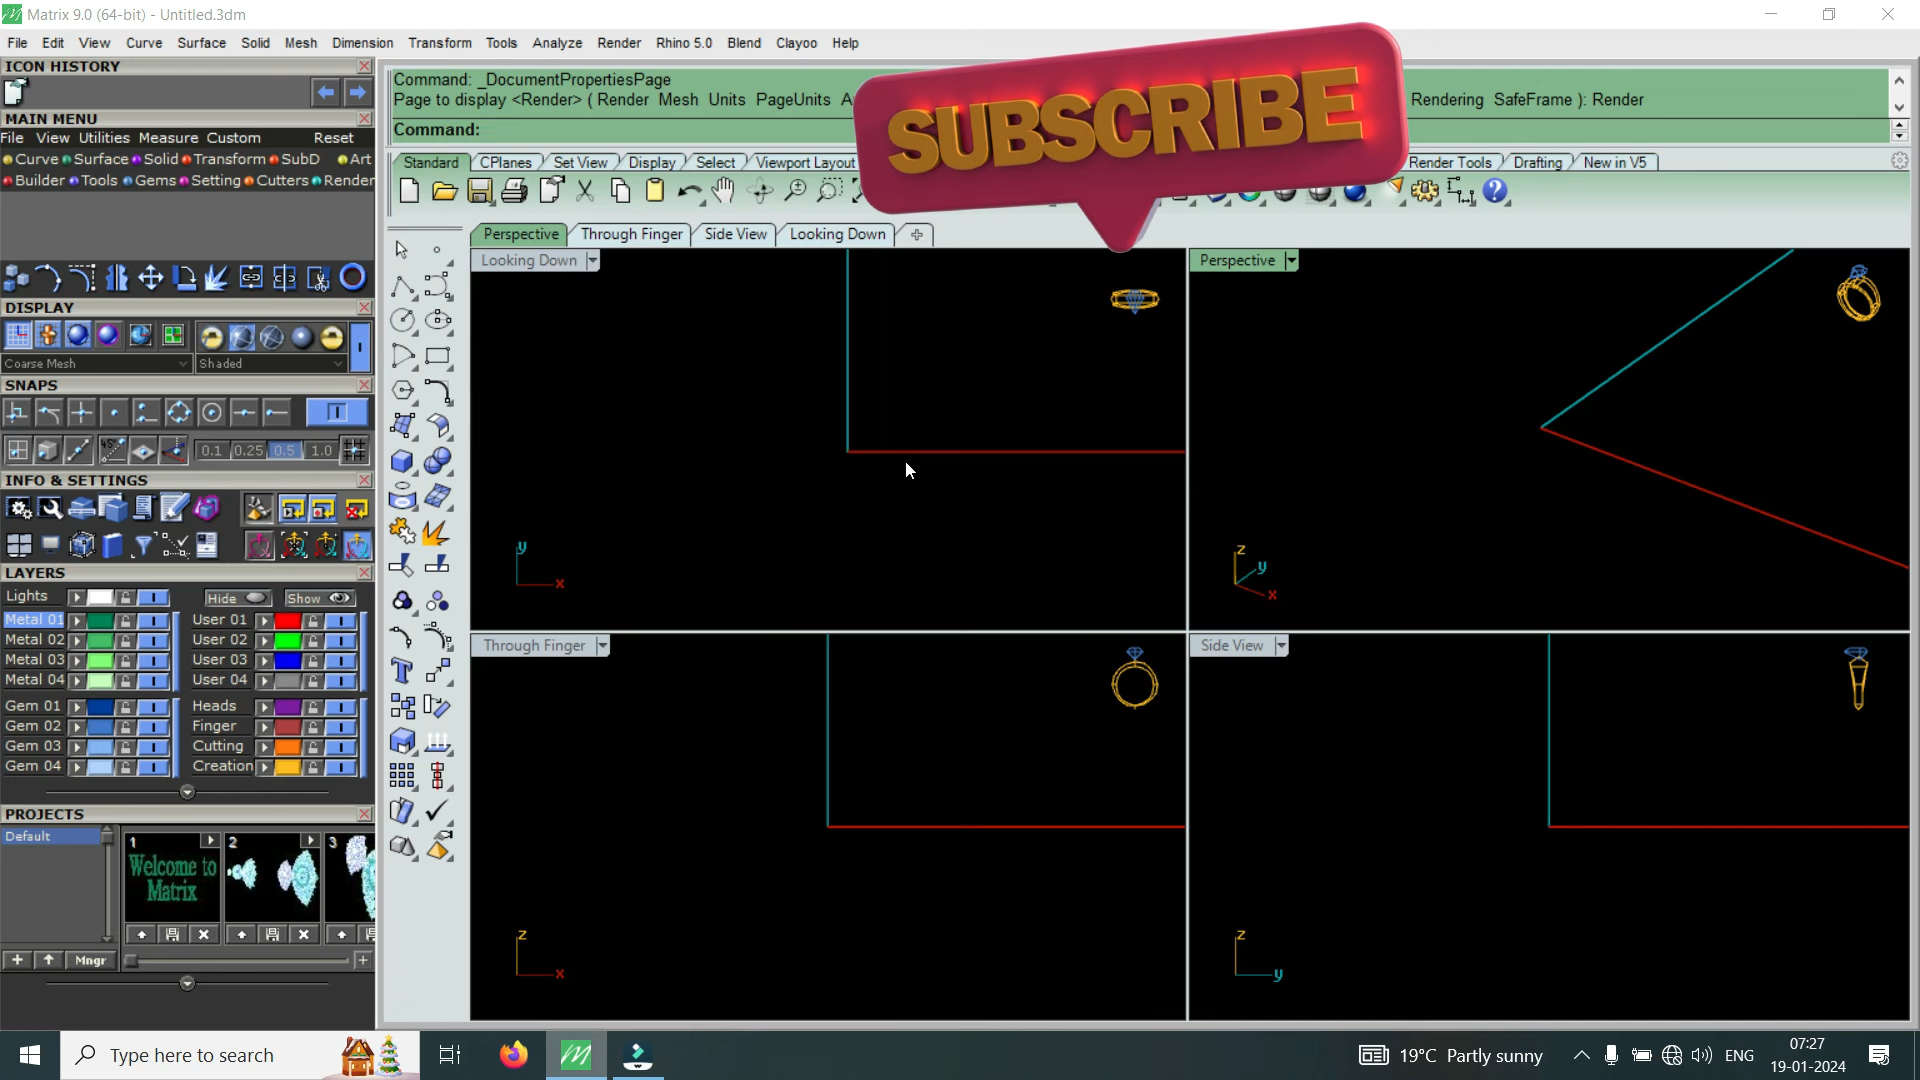 Matrix 9.0 (64-bit) - Untitled.3dm
File Edit View Curve Surface Solid Mesh Dimension Transform Tools Analyze Render Rhino 5.0 Blend Clayoo Help
ICON HISTORY
MAIN MENU
File View Utilities Measure Custom Reset
Curve Surface Solid Transform SubD Art
Builder Tools Gems Setting Cutters Render
DISPLAY
Coarse Mesh
Shaded
SNAPS
0.1 0.25 0.5 1.0
INFO & SETTINGS
LAYERS
Lights Hide Show
Metal 01 User 01
Metal 02 User 02
Metal 03 User 03
Metal 04 User 04
Gem 01 Heads
Gem 02 Finger
Gem 03 Cutting
Gem 04 Creation
PROJECTS
Default
1 2 3
Welcome to
Matrix
Mngr
Command: _DocumentPropertiesPage
Page to display <Render> ( Render Mesh Units PageUnits A
Rendering SafeFrame ): Render
Command:
SUBSCRIBE
Standard CPlanes Set View Display Select Viewport Layout
Render Tools Drafting New in V5
Perspective Through Finger Side View Looking Down
Looking Down
y
x
Perspective
z
y
x
Through Finger
z
x
Side View
z
y
Type here to search
19°C Partly sunny
ENG
07:27
19-01-2024